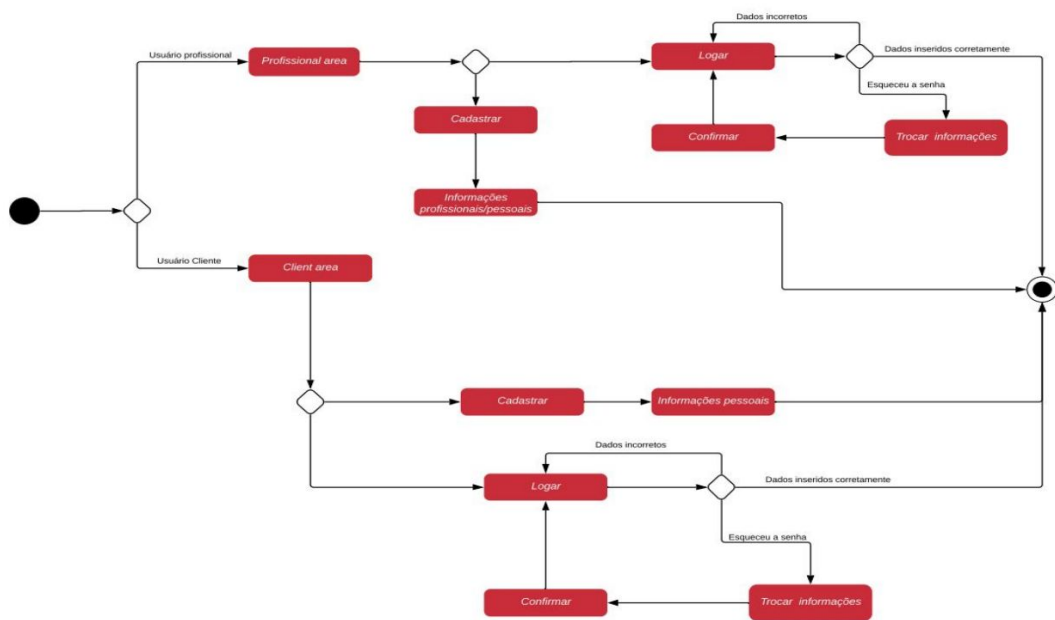 Dados incorretos
Usuário profissional
Profissional area
Logar
Dados inseridos corretamente
Esqueceu a senha
Cadastrar
Confirmar
Trocar informações
Informações
profissionais/pessoais
Usuário Cliente
Client area
Cadastrar
Informações pessoais
Dados incorretos
Logar
Dados inseridos corretamente
Esqueceu a senha
Confirmar
Trocar informações